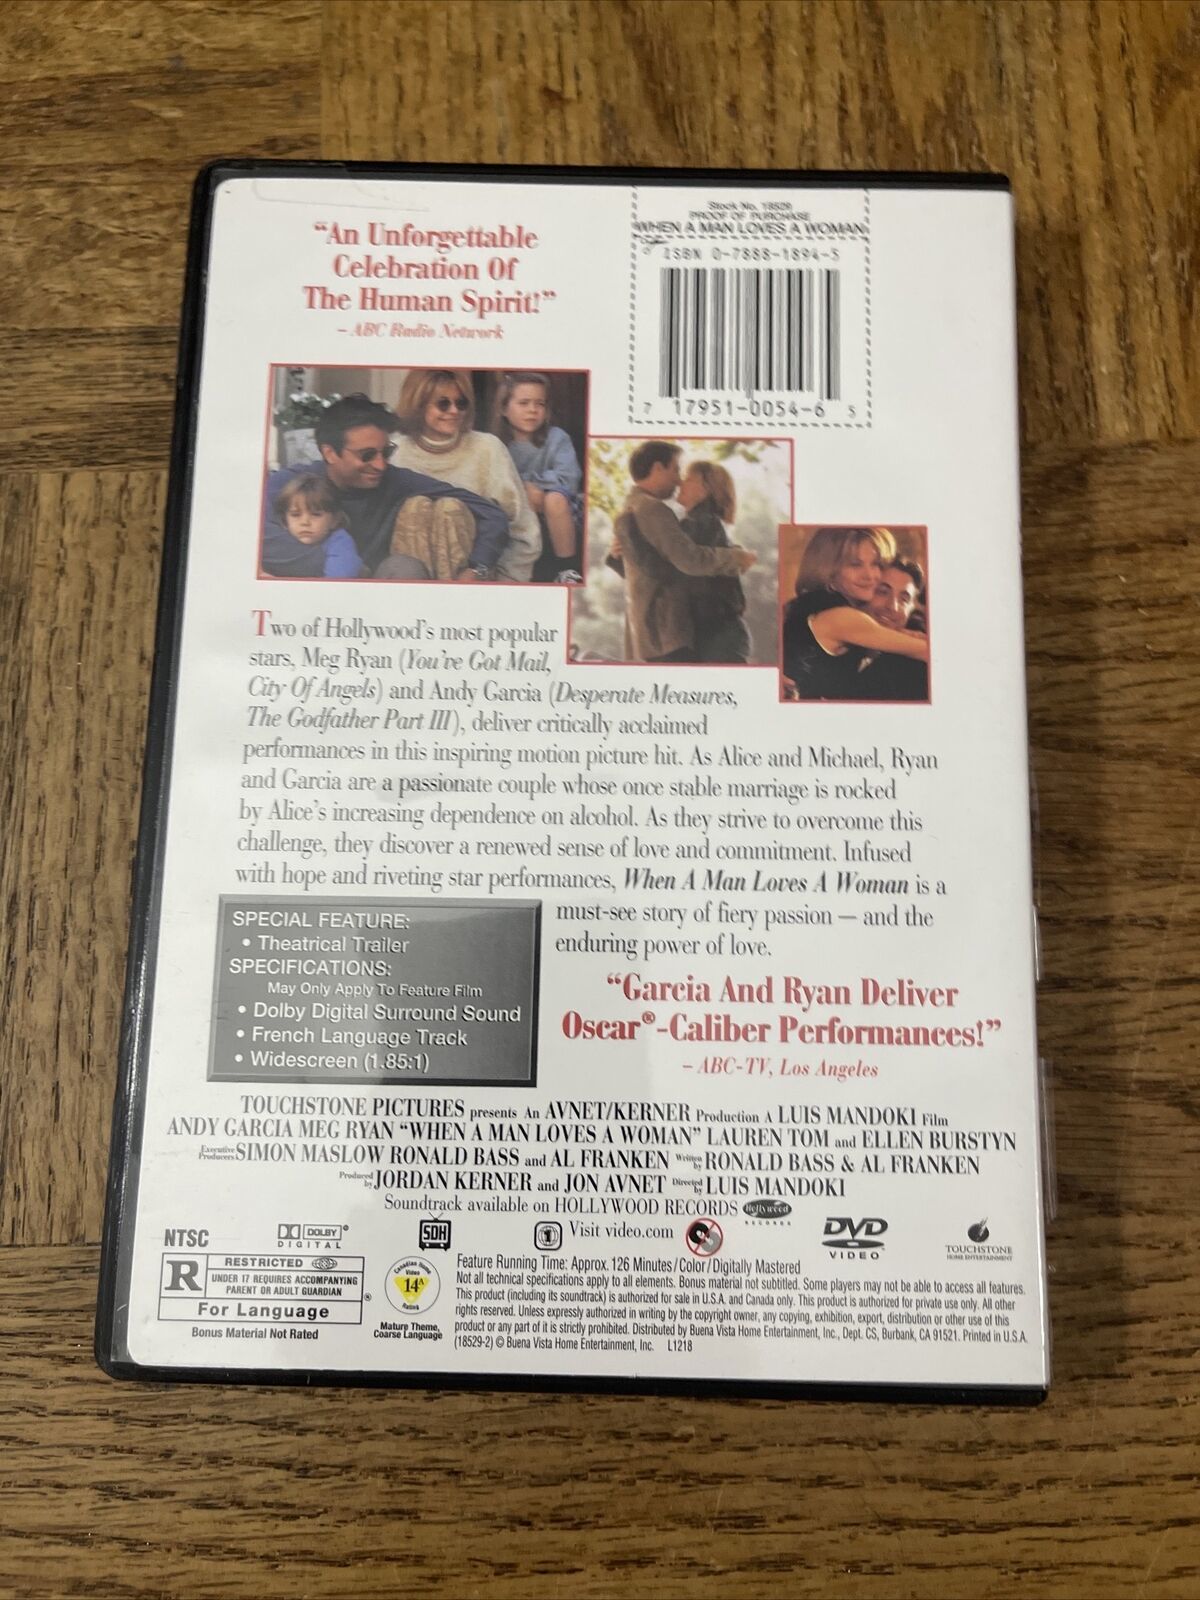 "An Unforgettable
Celebration Of
The Human Spirit!"
– ABC Radio Network
Stock No. 18529
PROOF OF PURCHASE
WHEN A MAN LOVES A WOMAN
ISBN 0-7888-1894-5
7 17951-0054-6 5
Two of Hollywood's most popular
stars, Meg Ryan (You've Got Mail,
City Of Angels) and Andy Garcia (Desperate Measures,
The Godfather Part III), deliver critically acclaimed
performances in this inspiring motion picture hit. As Alice and Michael, Ryan
and Garcia are a passionate couple whose once stable marriage is rocked
by Alice's increasing dependence on alcohol. As they strive to overcome this
challenge, they discover a renewed sense of love and commitment. Infused
with hope and riveting star performances, When A Man Loves A Woman is a
must-see story of fiery passion — and the
enduring power of love.
SPECIAL FEATURE:
• Theatrical Trailer
SPECIFICATIONS:
May Only Apply To Feature Film
• Dolby Digital Surround Sound
• French Language Track
• Widescreen (1.85:1)
"Garcia And Ryan Deliver
Oscar®-Caliber Performances!"
– ABC-TV, Los Angeles
TOUCHSTONE PICTURES presents An AVNET/KERNER Production A LUIS MANDOKI Film
ANDY GARCIA MEG RYAN "WHEN A MAN LOVES A WOMAN" LAUREN TOM and ELLEN BURSTYN
Executive Producers SIMON MASLOW RONALD BASS and AL FRANKEN Written by RONALD BASS & AL FRANKEN
Produced by JORDAN KERNER and JON AVNET Directed by LUIS MANDOKI
Soundtrack available on HOLLYWOOD RECORDS Hollywood RECORDS
NTSC
DOLBY®
DIGITAL
SDH
1
Visit video.com
DVD
VIDEO™
TOUCHSTONE
HOME ENTERTAINMENT
R
RESTRICTED
UNDER 17 REQUIRES ACCOMPANYING
PARENT OR ADULT GUARDIAN
®
For Language
Bonus Material Not Rated
Canadian Home
Video
14A
Rating
Mature Theme,
Coarse Language
Feature Running Time: Approx. 126 Minutes/Color/Digitally Mastered
Not all technical specifications apply to all elements. Bonus material not subtitled. Some players may not be able to access all features.
This product (including its soundtrack) is authorized for sale in U.S.A. and Canada only. This product is authorized for private use only. All other
rights reserved. Unless expressly authorized in writing by the copyright owner, any copying, exhibition, export, distribution or other use of this
product or any part of it is strictly prohibited. Distributed by Buena Vista Home Entertainment, Inc., Dept. CS, Burbank, CA 91521. Printed in U.S.A.
(18529-2) © Buena Vista Home Entertainment, Inc. L1218